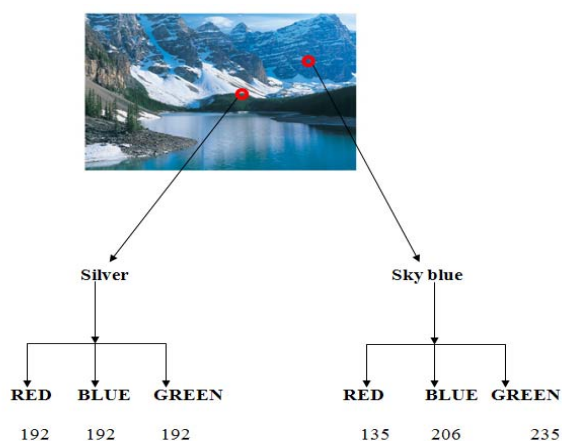 Silver Sky blue
RED BLUE GREEN RED BLUE GREEN
192 192 192 135 206 235